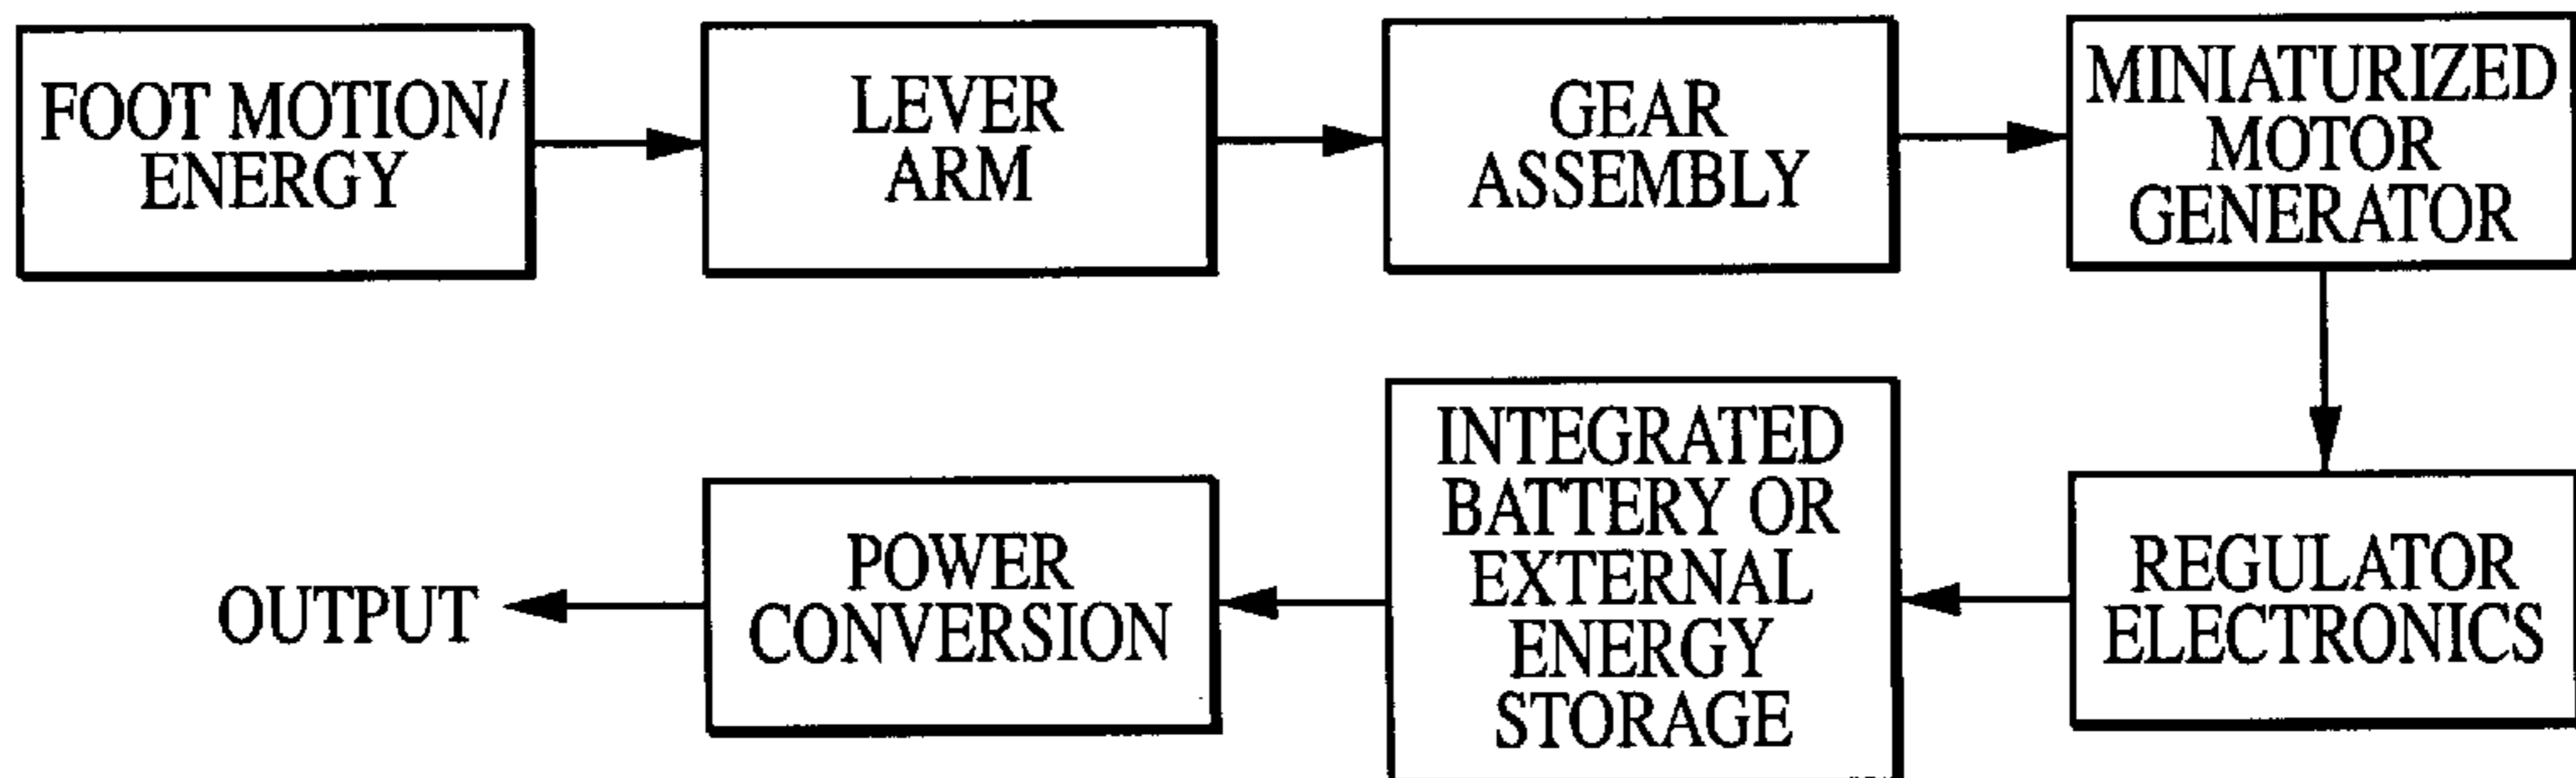 FOOT MOTION/
ENERGY
LEVER
ARM
GEAR
ASSEMBLY
MINIATURIZED
MOTOR
GENERATOR
REGULATOR
ELECTRONICS
INTEGRATED
BATTERY OR
EXTERNAL
ENERGY
STORAGE
POWER
CONVERSION
OUTPUT